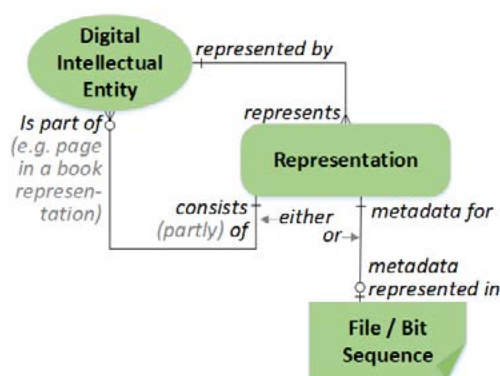 Digital
Intellectual
Entity
represented by
represents
Is part of
(e.g. page
in a book
represen-
tation)
Representation
consists
(partly) of
either
or
metadata for
metadata
represented in
File / Bit
Sequence